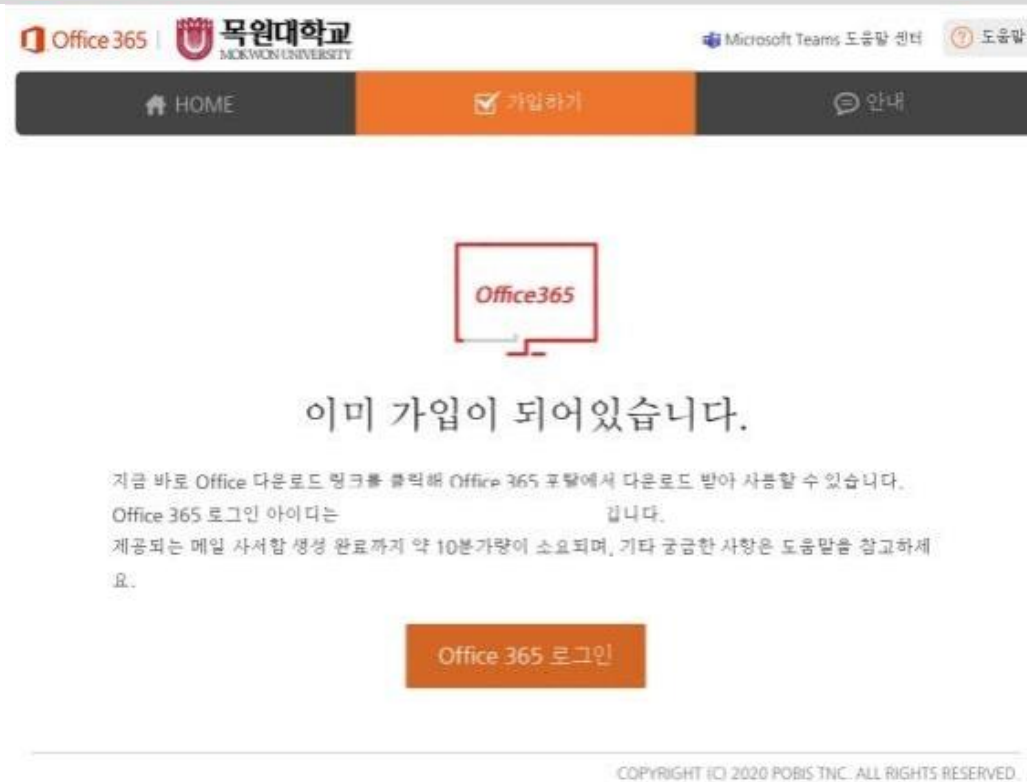 Office 365 | 목원대학교
MOKWON UNIVERSITY
Microsoft Teams 도움말 센터
도움말
HOME
가입하기
안내
Office365
이미 가입이 되어있습니다.
지금 바로 Office 다운로드 링크를 클릭해 Office 365 포탈에서 다운로드 받아 사용할 수 있습니다.
Office 365 로그인 아이디는
제공되는 메일 사서함 생성 완료까지 약 10분가량이 소요되며, 기타 궁금한 사항은 도움말을 참고하세
요.
Office 365 로그인
COPYRIGHT (C) 2020 POBIS TNC. ALL RIGHTS RESERVED.